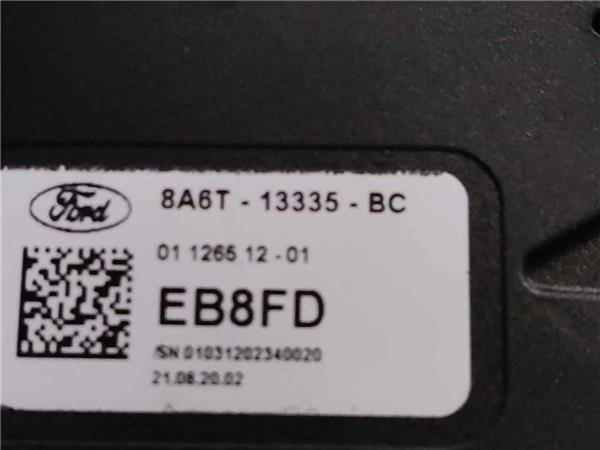 Ford
8A6T - 13335 - BC
01 1265 12 - 01
EB8FD
/SN 01031202340020
21.08.20.02